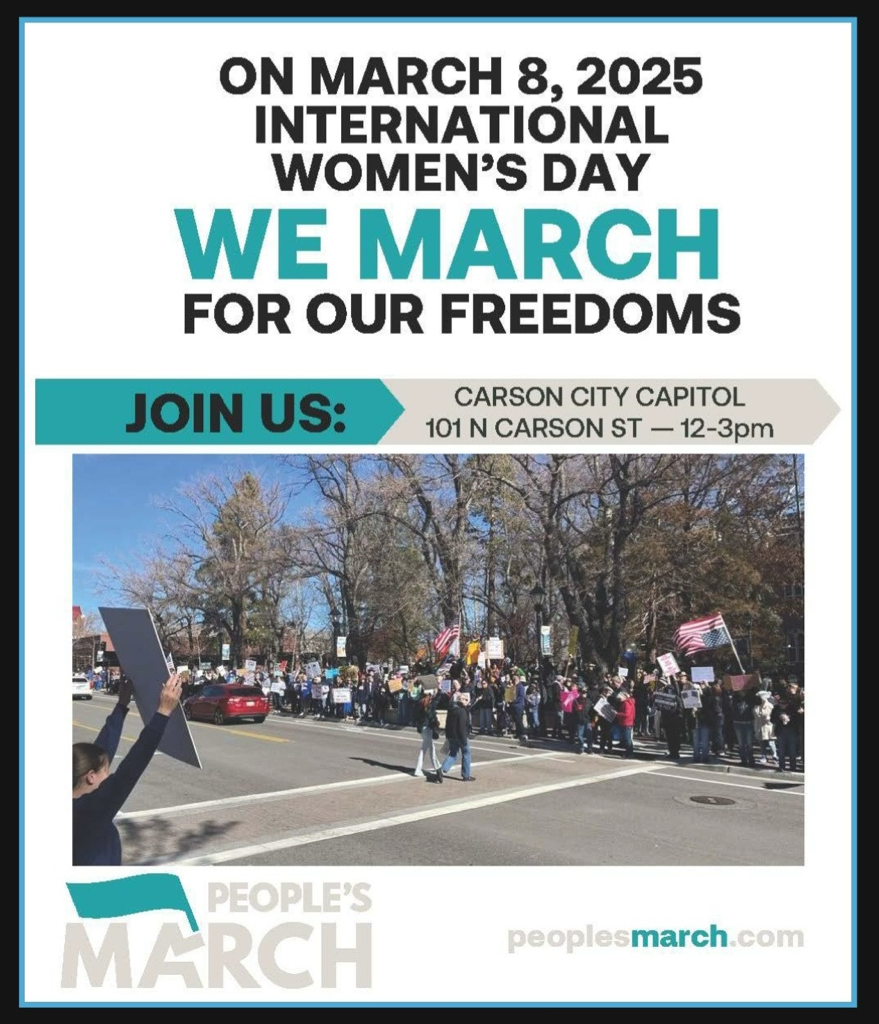 ON MARCH 8, 2025
INTERNATIONAL
WOMEN'S DAY
WE MARCH
FOR OUR FREEDOMS
JOIN US:
CARSON CITY CAPITOL
101 N CARSON ST — 12-3pm
PEOPLE'S
MARCH
peoplesmarch.com